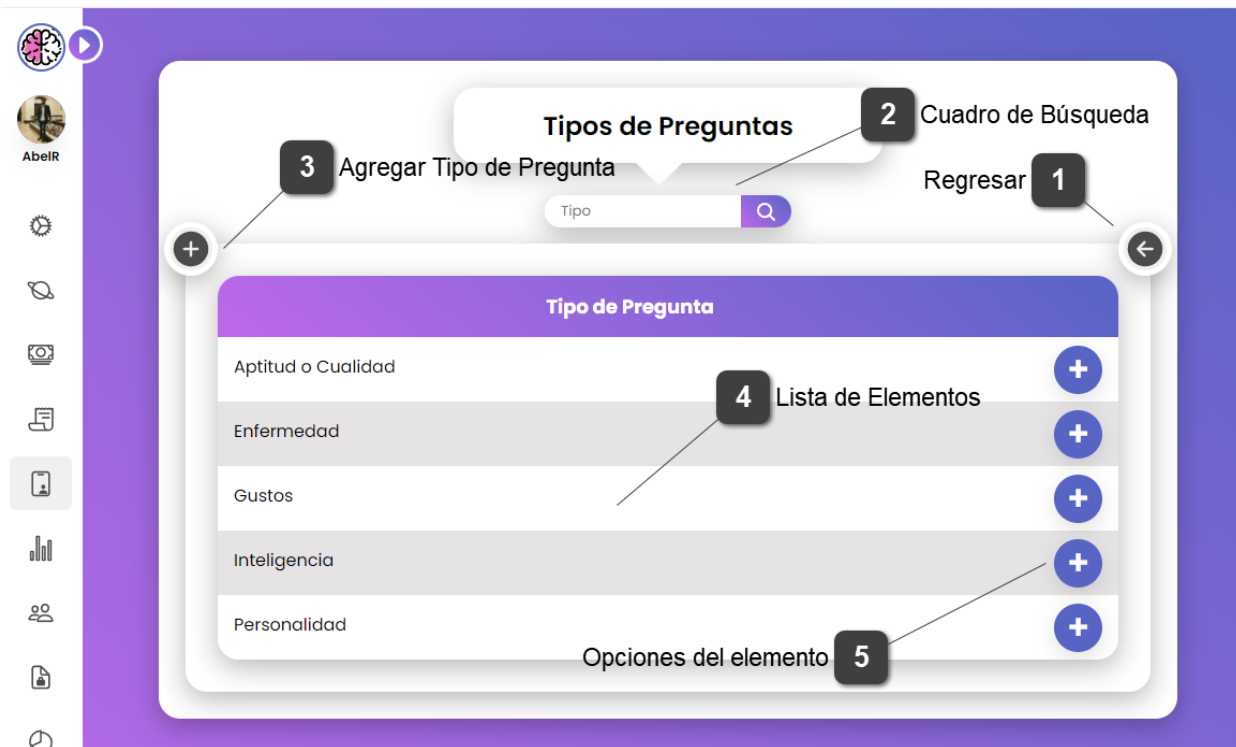 2 Cuadro de Búsqueda
Tipos de Preguntas
AbelR
3 Agregar Tipo de Pregunta
Regresar 1
Tipo
Tipo de Pregunta
Aptitud o Cualidad
4 Lista de Elementos
Enfermedad
Gustos
Inteligencia
Personalidad
Opciones del elemento 5